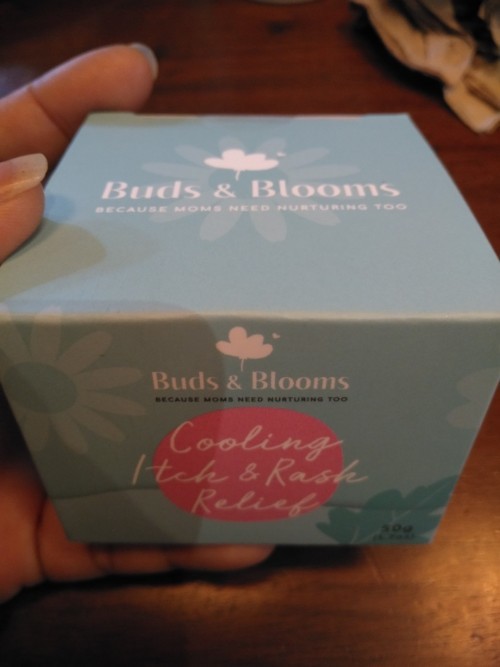 Buds & Blooms
BECAUSE MOMS NEED NURTURING TOO
Buds & Blooms
BECAUSE MOMS NEED NURTURING TOO
Cooling
Itch & Rash
Relief
50g